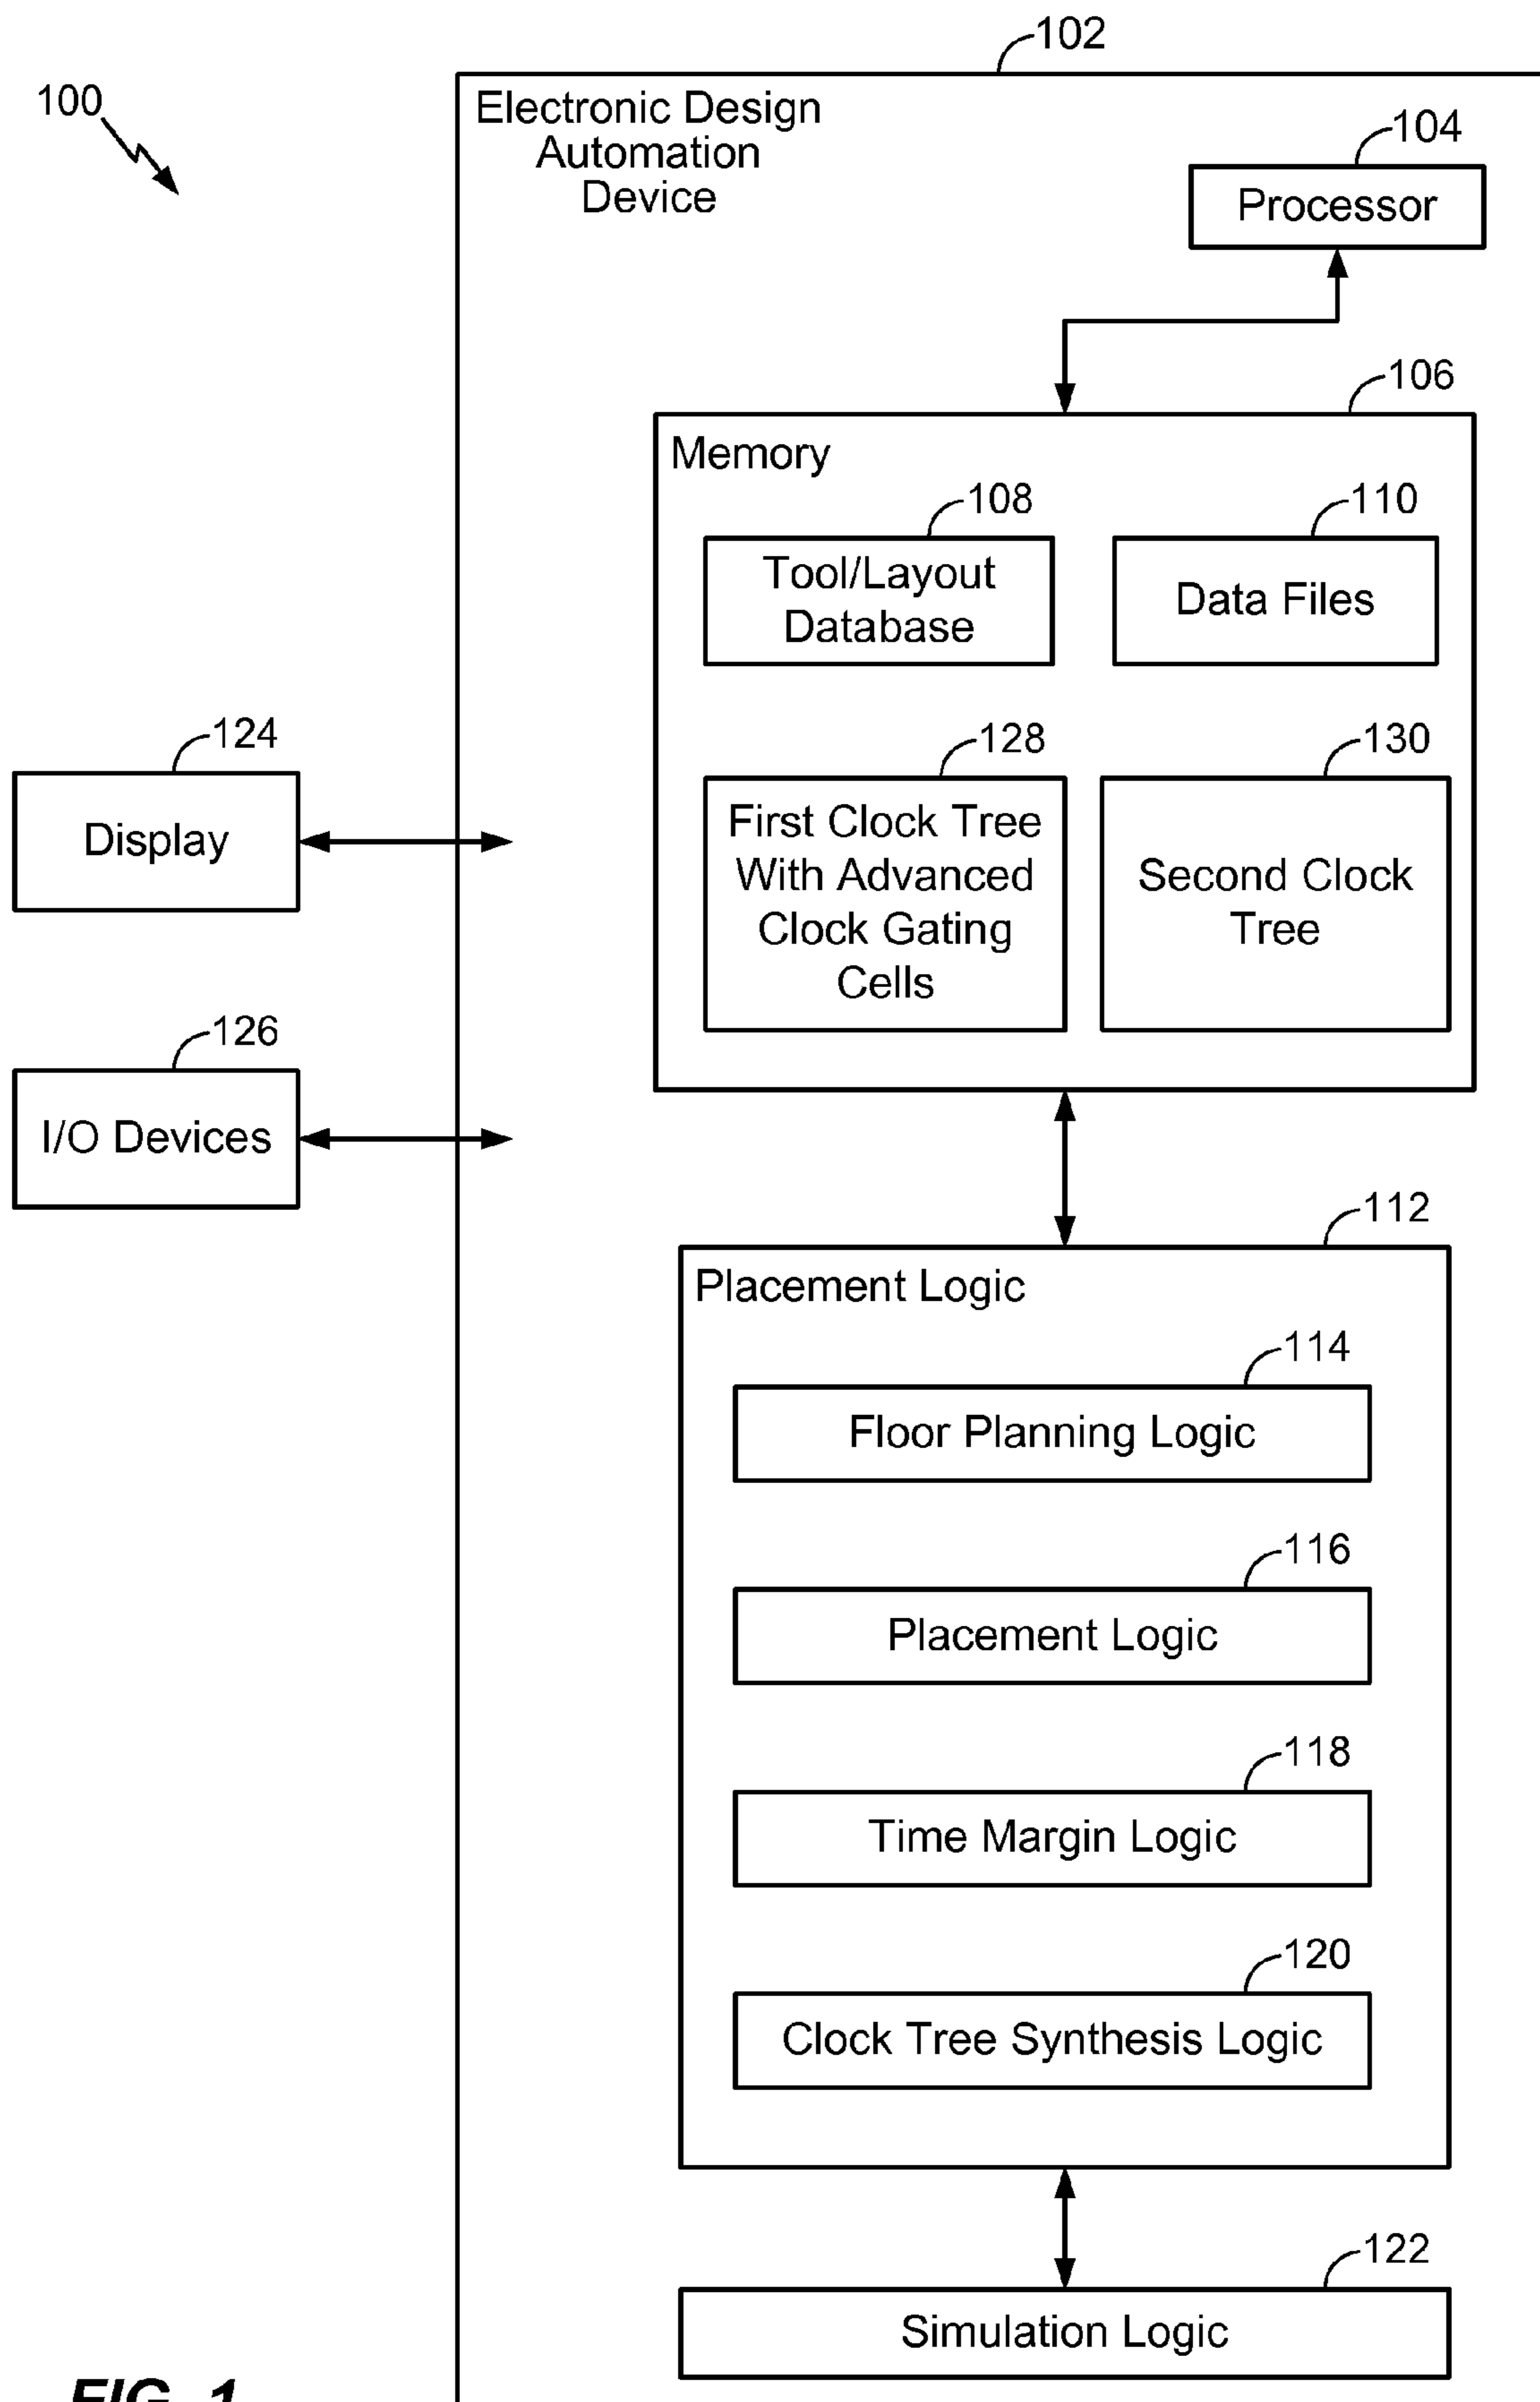 102
100
Electronic Design
Automation
Device
104
Processor
106
Memory
108
110
Tool/Layout
Database
Data Files
124
128
130
Display
First Clock Tree
With Advanced
Clock Gating
Cells
Second Clock
Tree
126
I/O Devices
112
Placement Logic
114
Floor Planning Logic
116
Placement Logic
118
Time Margin Logic
120
Clock Tree Synthesis Logic
122
Simulation Logic
FIG. 1